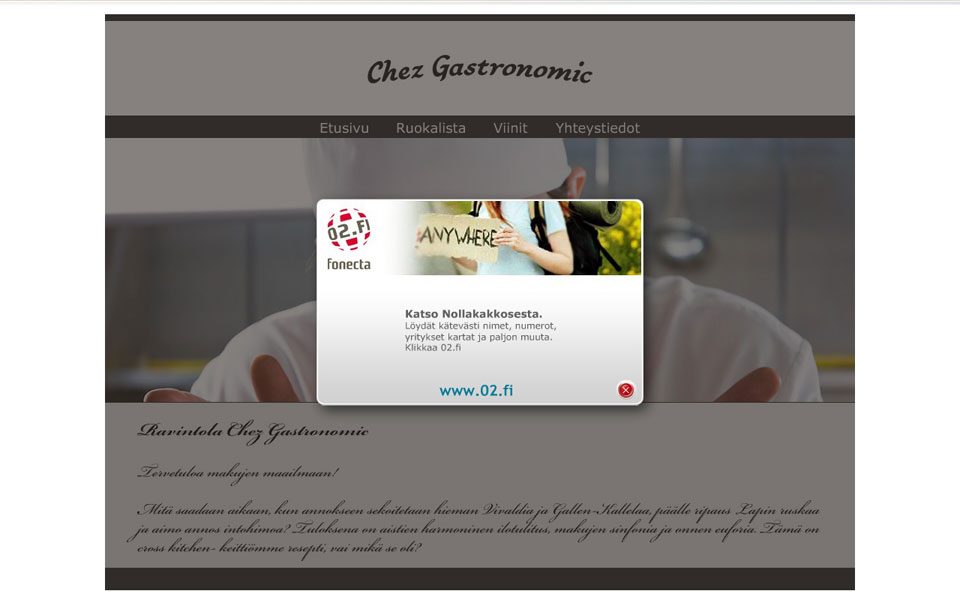 Chez Gastronomic
Etusivu Ruokalista Viinit Yhteystiedot
02.FI
fonecta
ANYWHERE
Katso Nollakakkosesta.
Löydät kätevästi nimet, numerot,
yritykset kartat ja paljon muuta.
Klikkaa 02.fi
www.02.fi
Ravintola Chez Gastronomic
Tervetuloa makujen maailmaan!
Mitä saadaan aikaan, kun annokseen sekoitetaan hieman Vivaldia ja Gallen-Kallelaa, päälle ripaus Lapin ruskaa
ja aimo annos intohimoa? Tuloksena on aistien harmoninen ilotulitus, makujen sinfonia ja onnen euforia. Tämä on
cross kitchen- keittiömme resepti, vai mikä se oli?